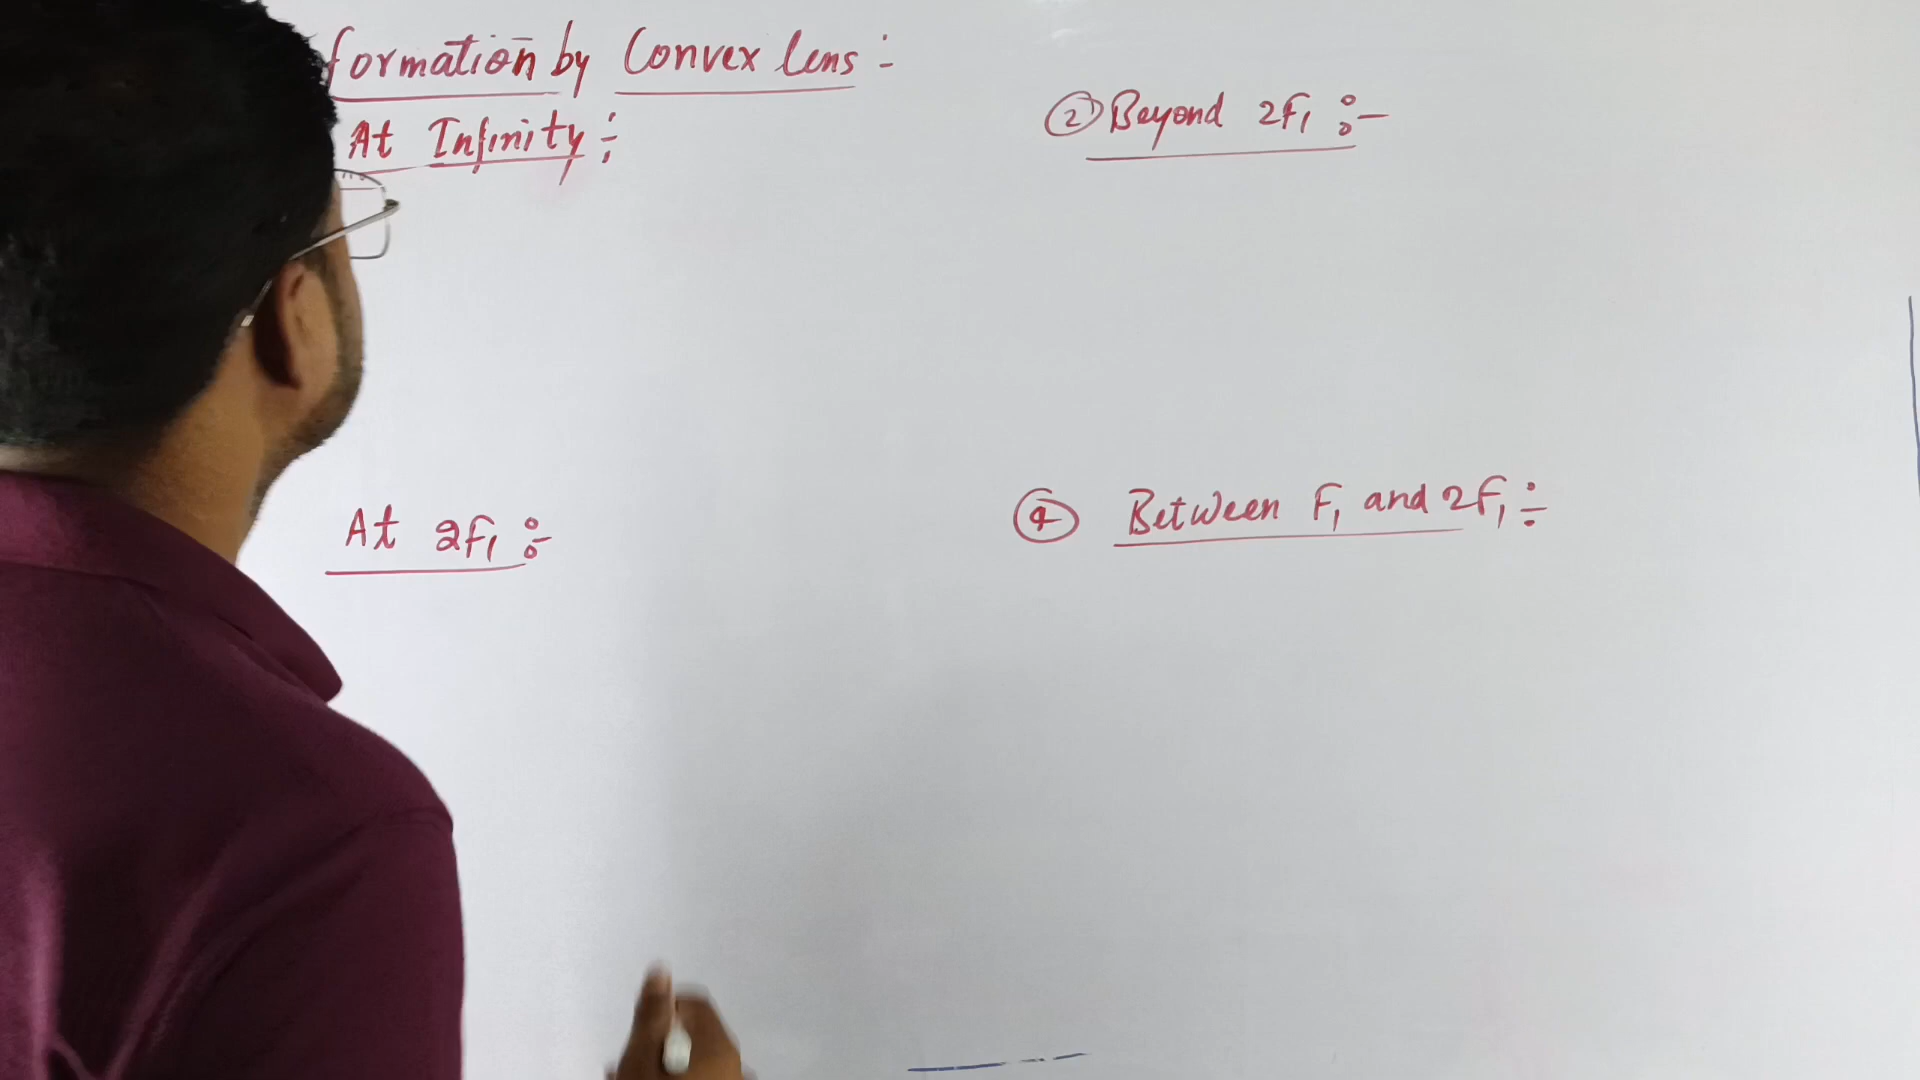 formation by Convex lens :-
At Infinity :-
② Beyond 2F₁ :-
At 2F₁ :-
④ Between F₁ and 2F₁ :-